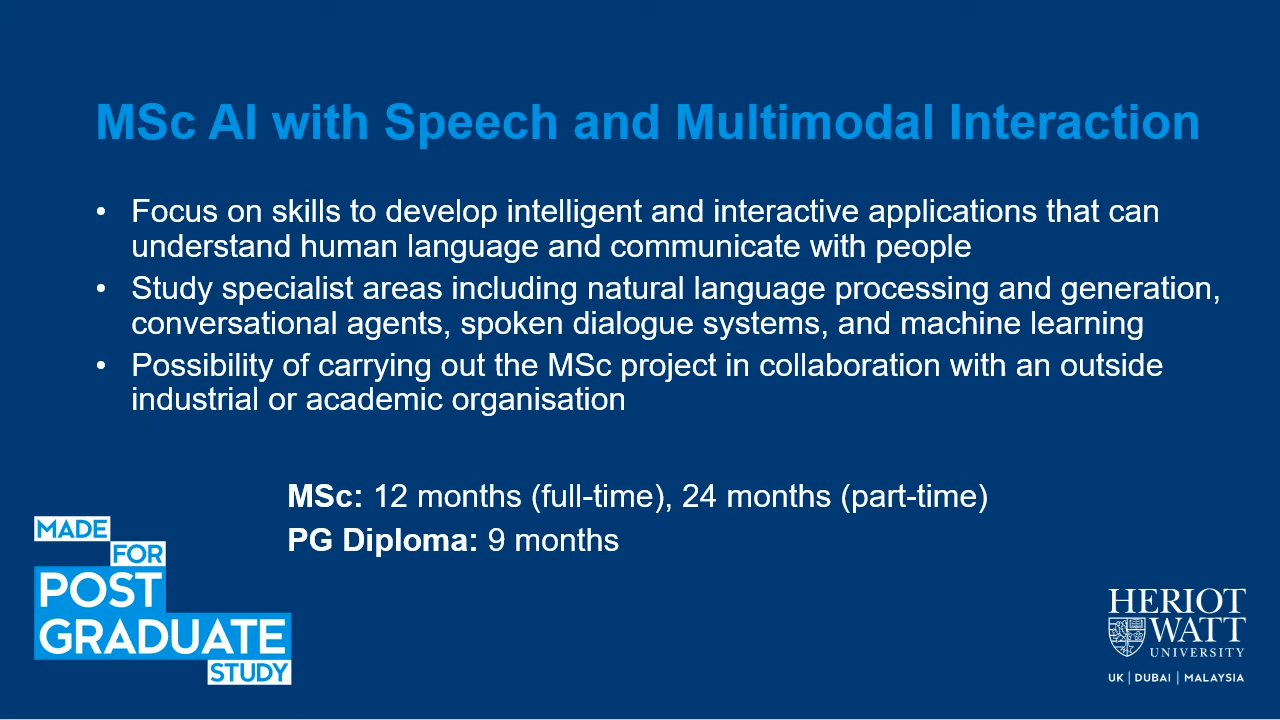 MSc AI with Speech and Multimodal Interaction
• Focus on skills to develop intelligent and interactive applications that can
understand human language and communicate with people
• Study specialist areas including natural language processing and generation,
conversational agents, spoken dialogue systems, and machine learning
• Possibility of carrying out the MSc project in collaboration with an outside
industrial or academic organisation
MSc: 12 months (full-time), 24 months (part-time)
PG Diploma: 9 months
MADE
FOR
POST
GRADUATE
STUDY
HERIOT
WATT
UNIVERSITY
UK | DUBAI | MALAYSIA